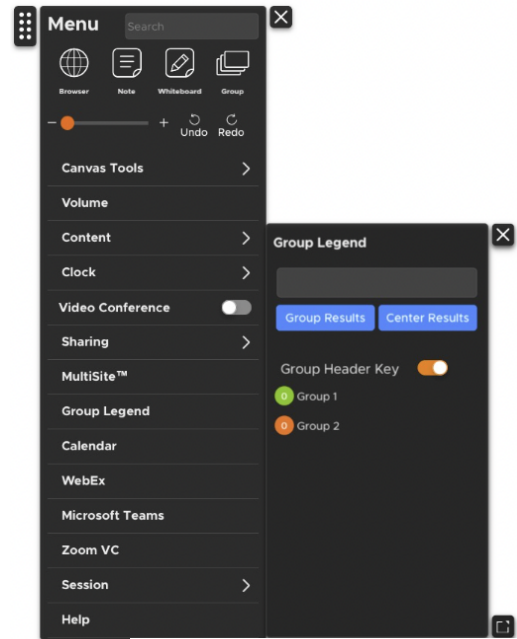 Menu
Search
Browser Note Whiteboard Group
− + Undo Redo
Canvas Tools
Volume
Content
Clock
Video Conference
Sharing
MultiSite™
Group Legend
Calendar
WebEx
Microsoft Teams
Zoom VC
Session
Help
Group Legend
Group Results Center Results
Group Header Key
0 Group 1
0 Group 2